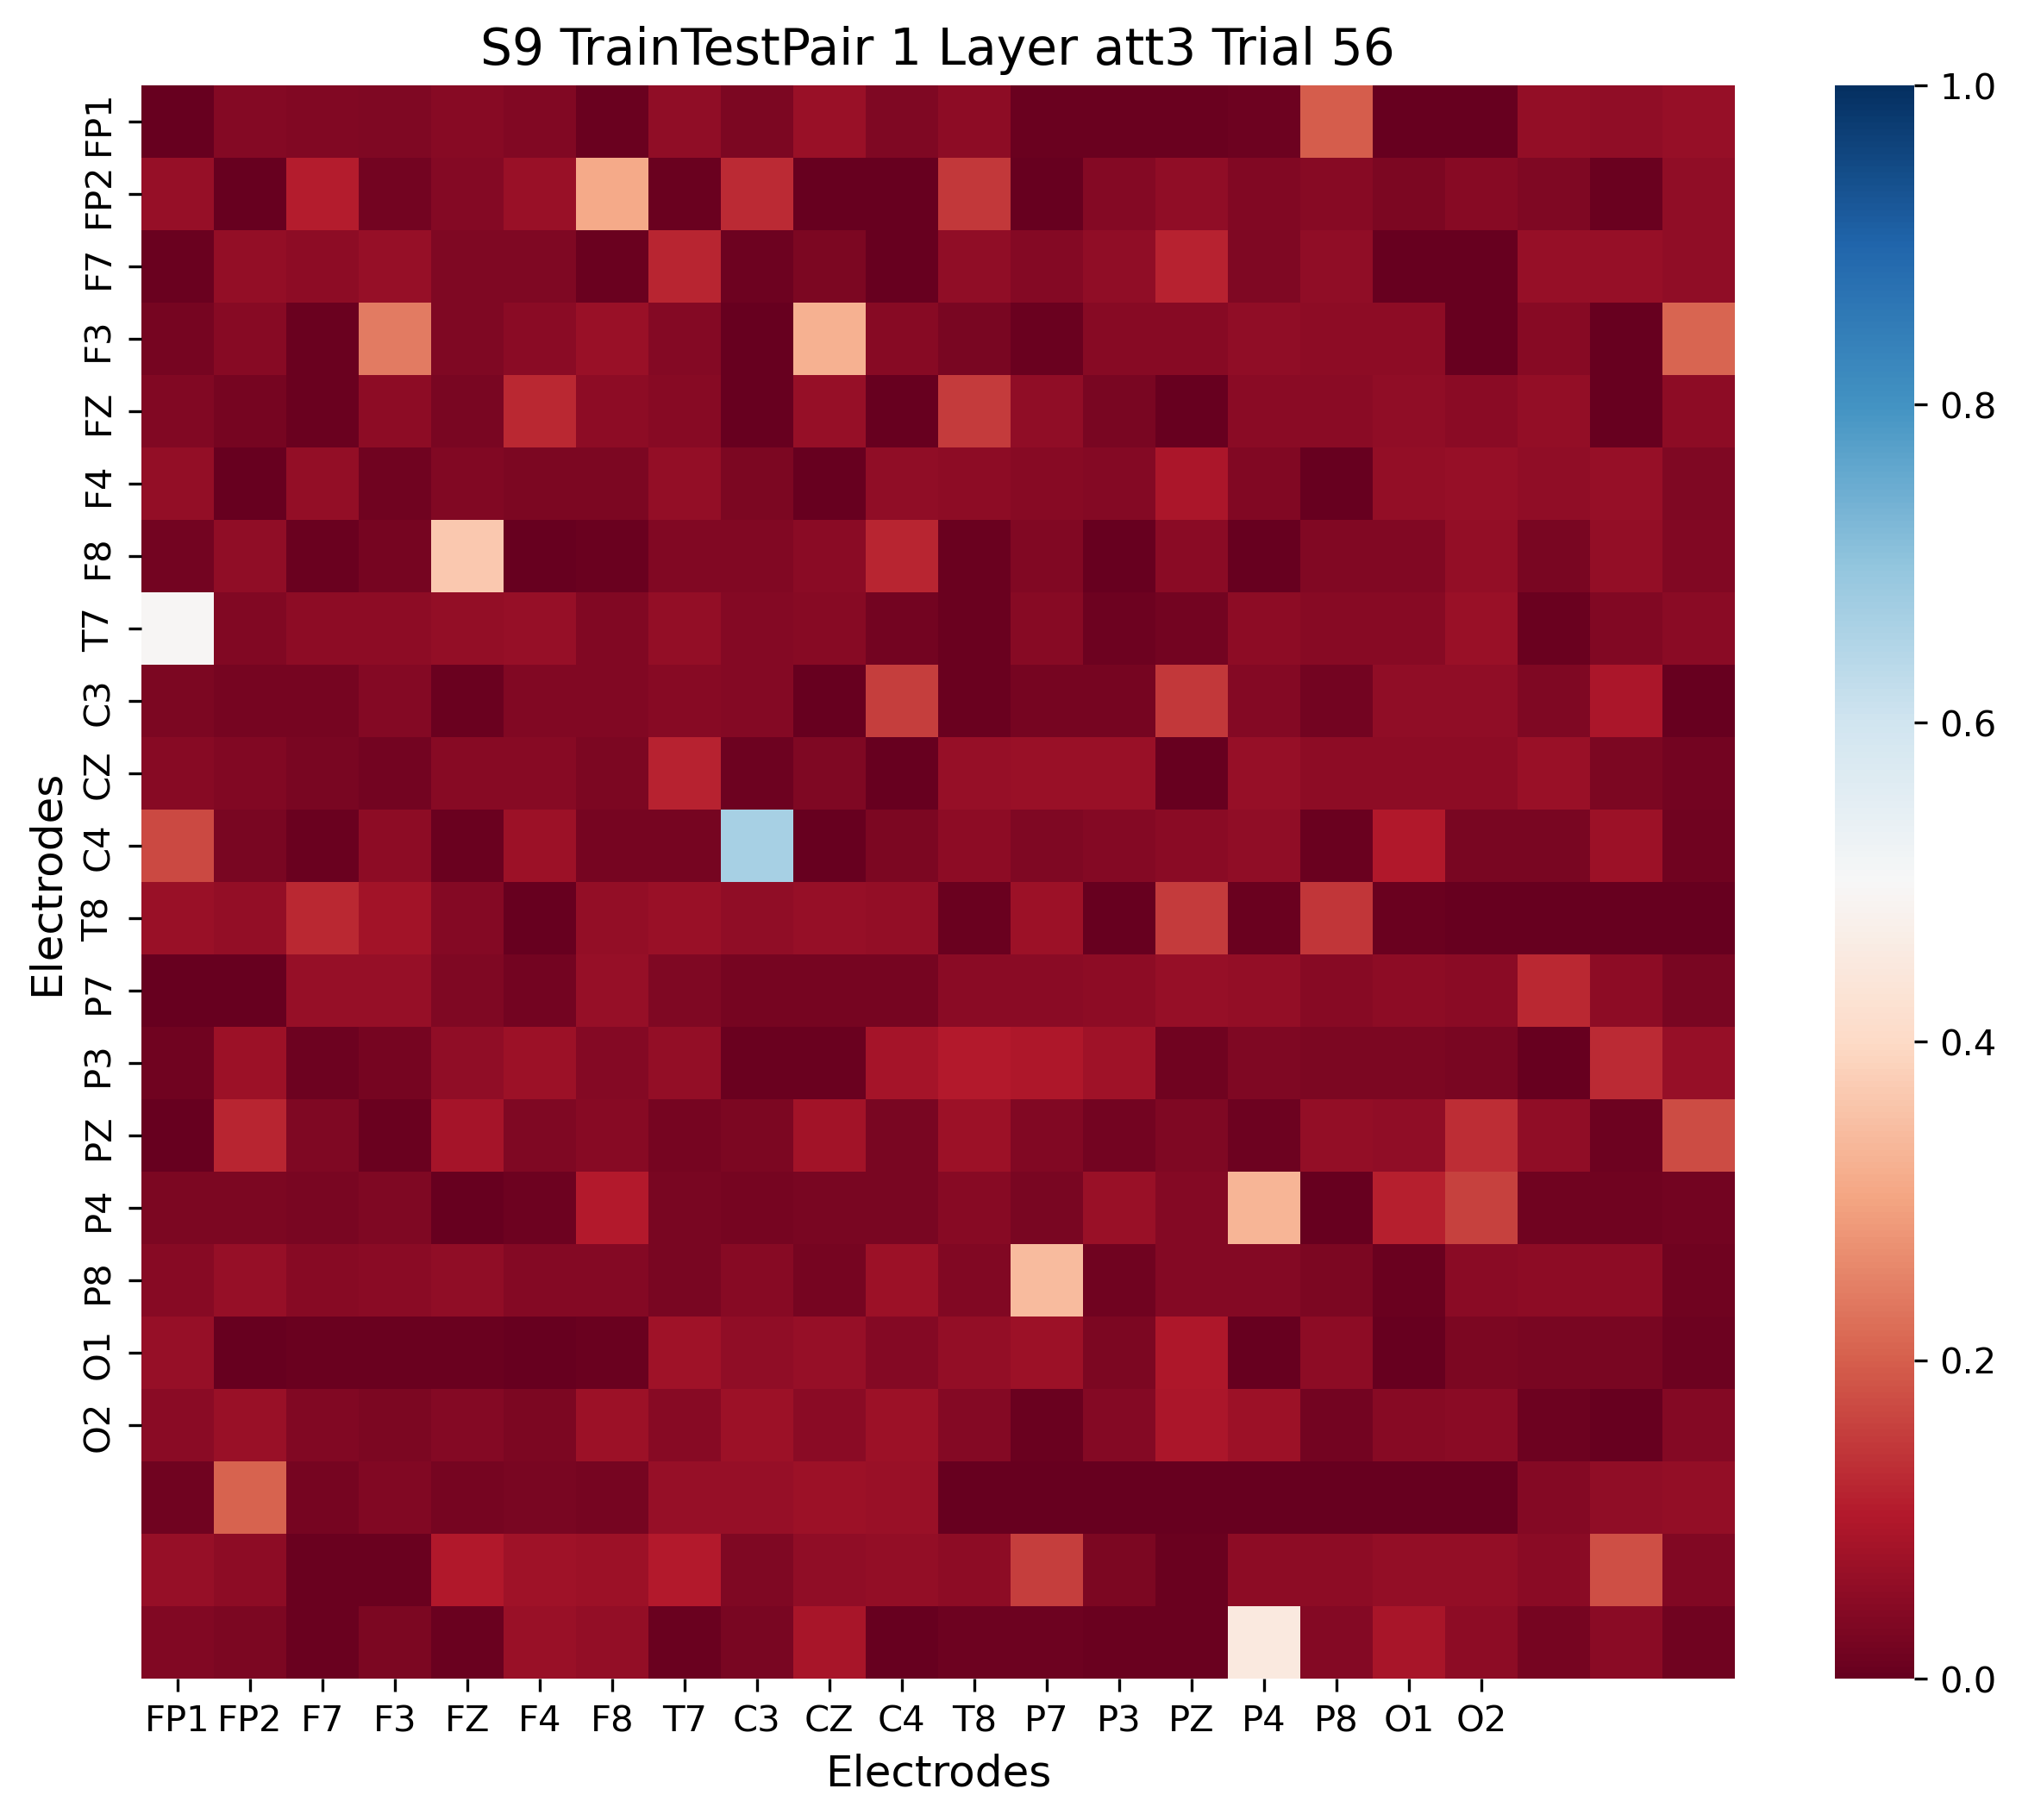 S9 TrainTestPair 1 Layer att3 Trial 56
Electrodes
FP1
FP2
F7
F3
FZ
F4
F8
T7
C3
CZ
C4
T8
P7
P3
PZ
P4
P8
O1
O2
FP1 FP2 F7 F3 FZ F4 F8 T7 C3 CZ C4 T8 P7 P3 PZ P4 P8 O1 O2
Electrodes
1.0
0.8
0.6
0.4
0.2
0.0